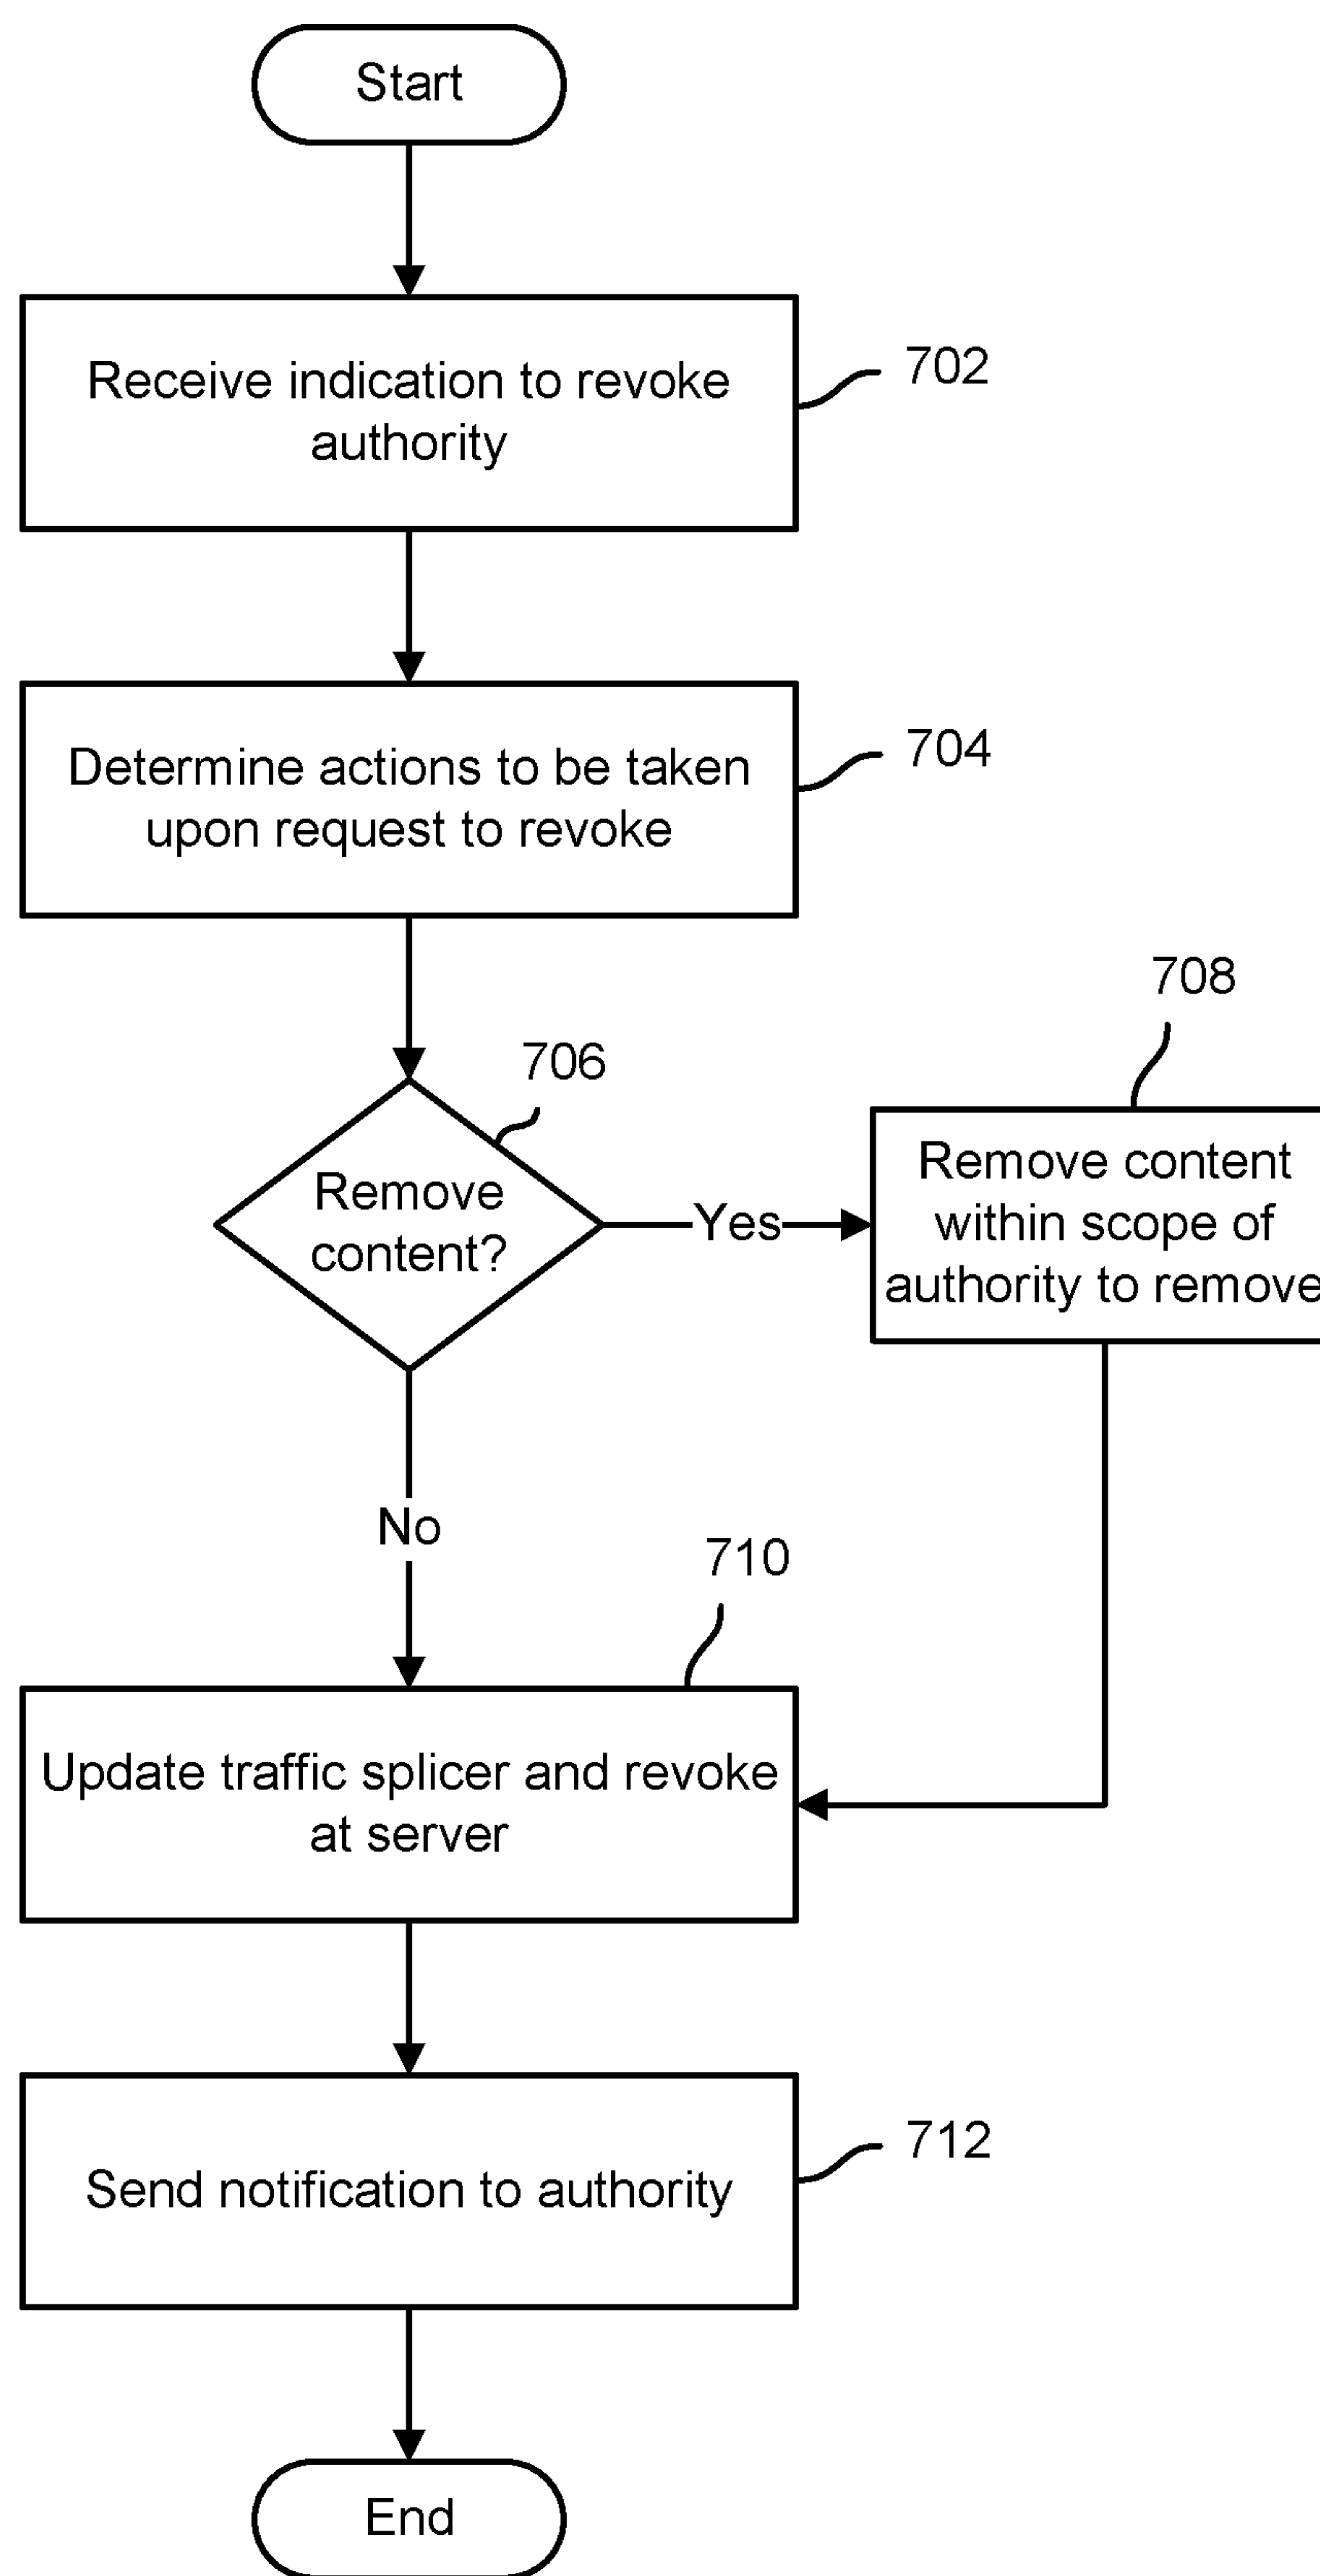 Start
Receive indication to revoke
authority
702
Determine actions to be taken
upon request to revoke
704
706
708
Remove
content?
Yes
Remove content
within scope of
authority to remove
No
710
Update traffic splicer and revoke
at server
Send notification to authority
712
End